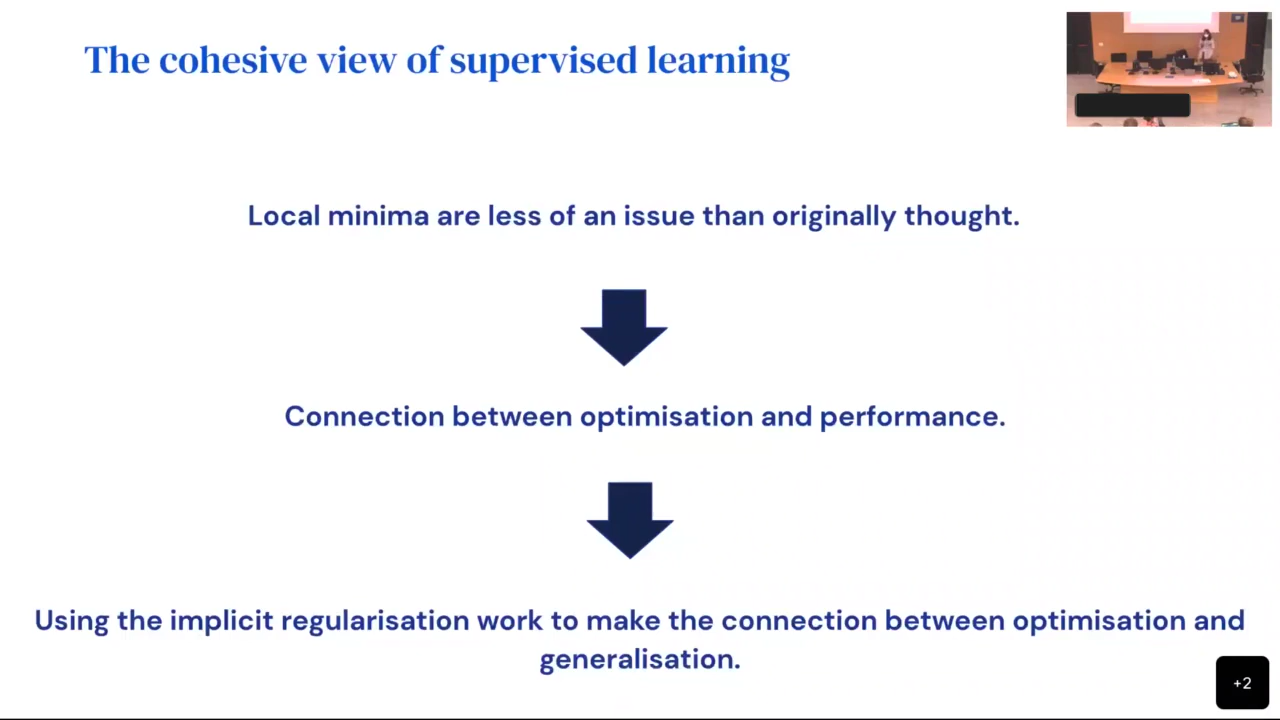 The cohesive view of supervised learning
Local minima are less of an issue than originally thought.
Connection between optimisation and performance.
Using the implicit regularisation work to make the connection between optimisation and
generalisation.
+2